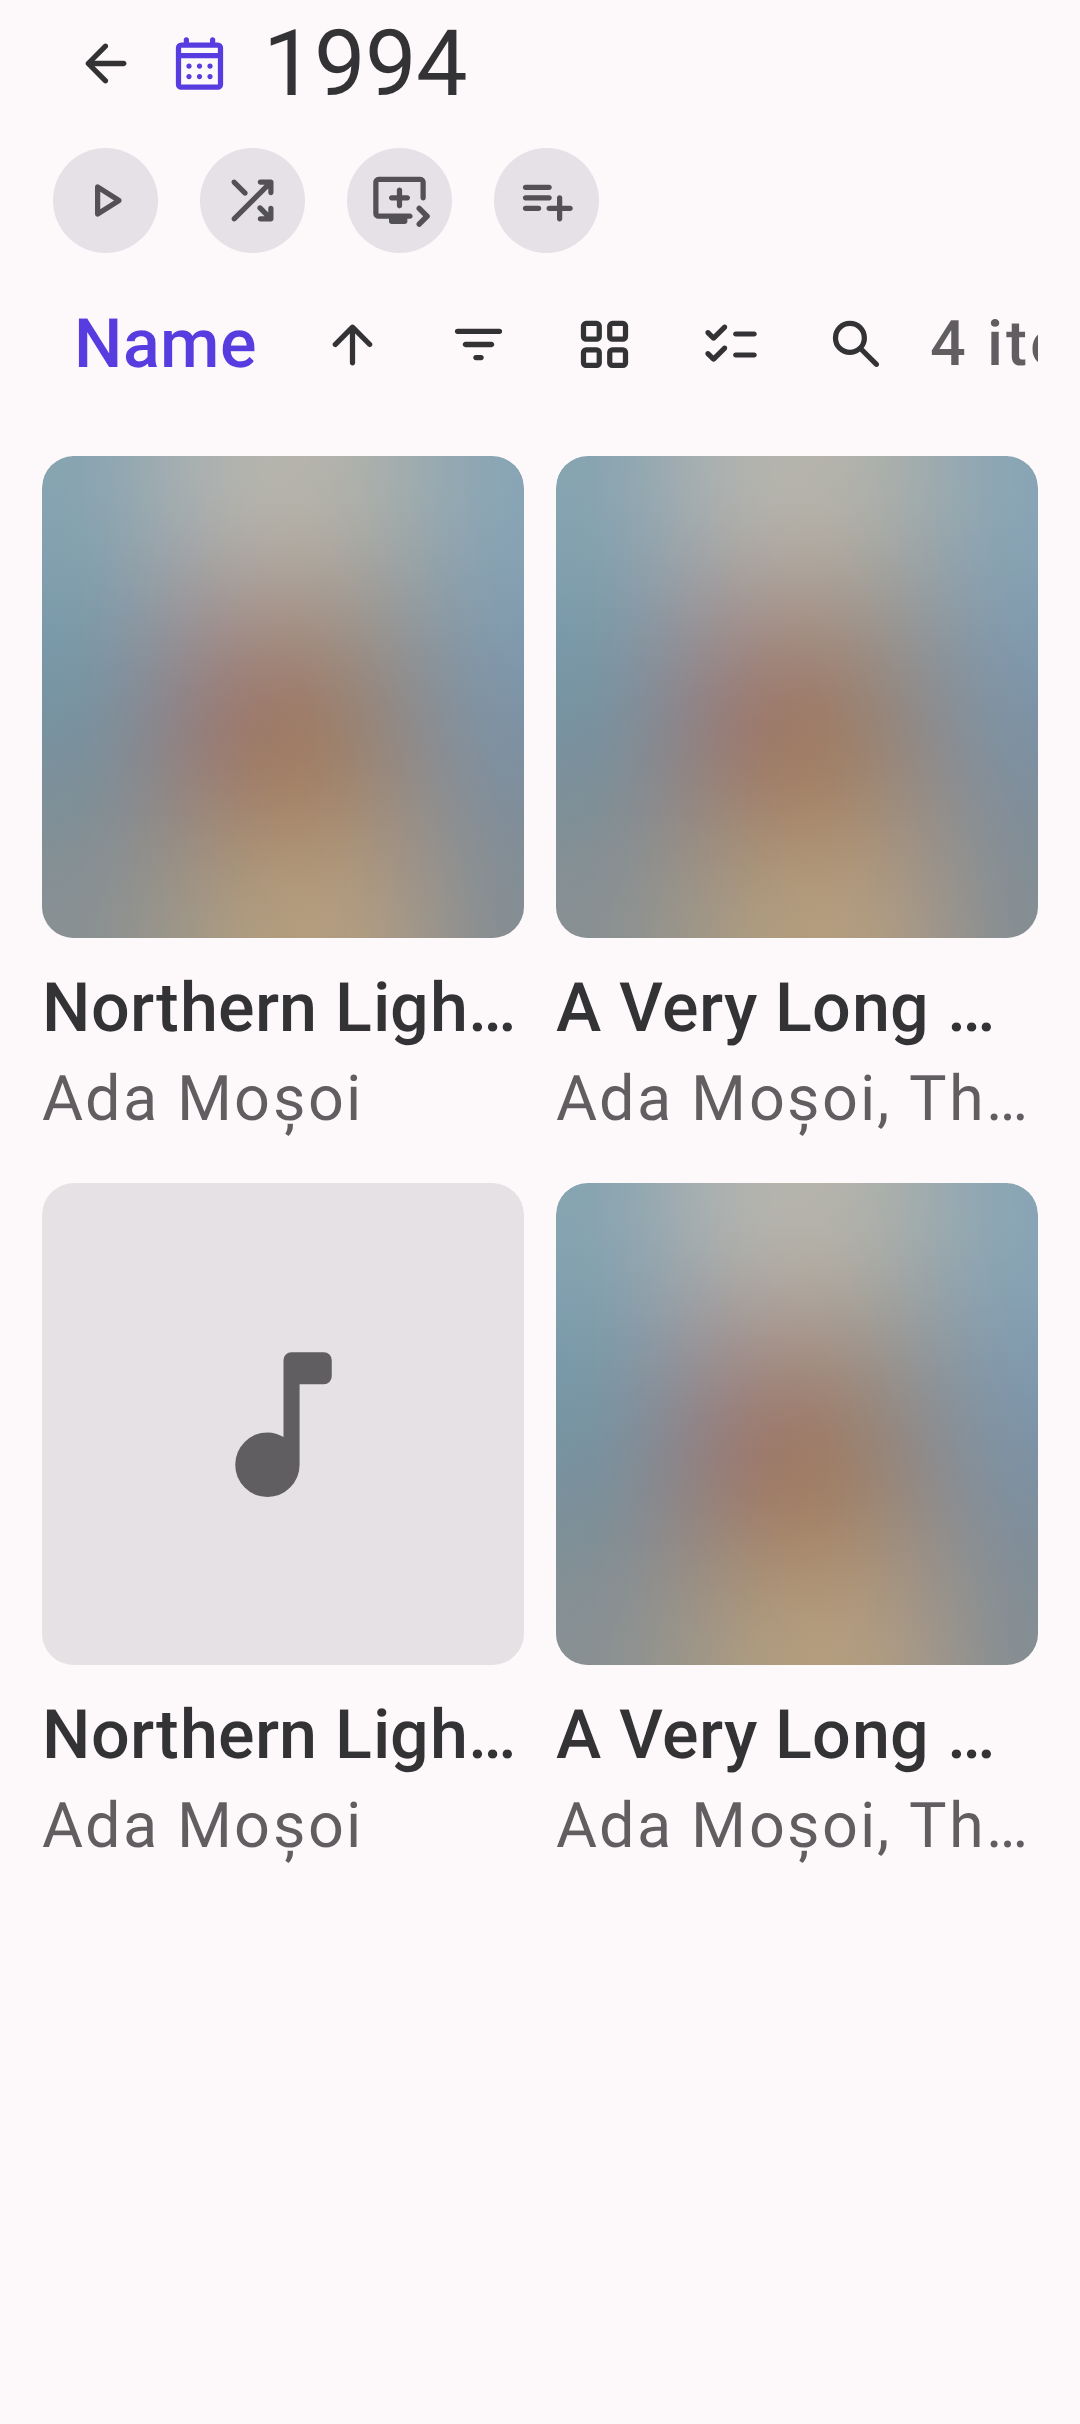 1994
Name 4 ite
Northern Ligh…
Ada Moșoi
A Very Long …
Ada Moșoi, Th…
Northern Ligh…
Ada Moșoi
A Very Long …
Ada Moșoi, Th…